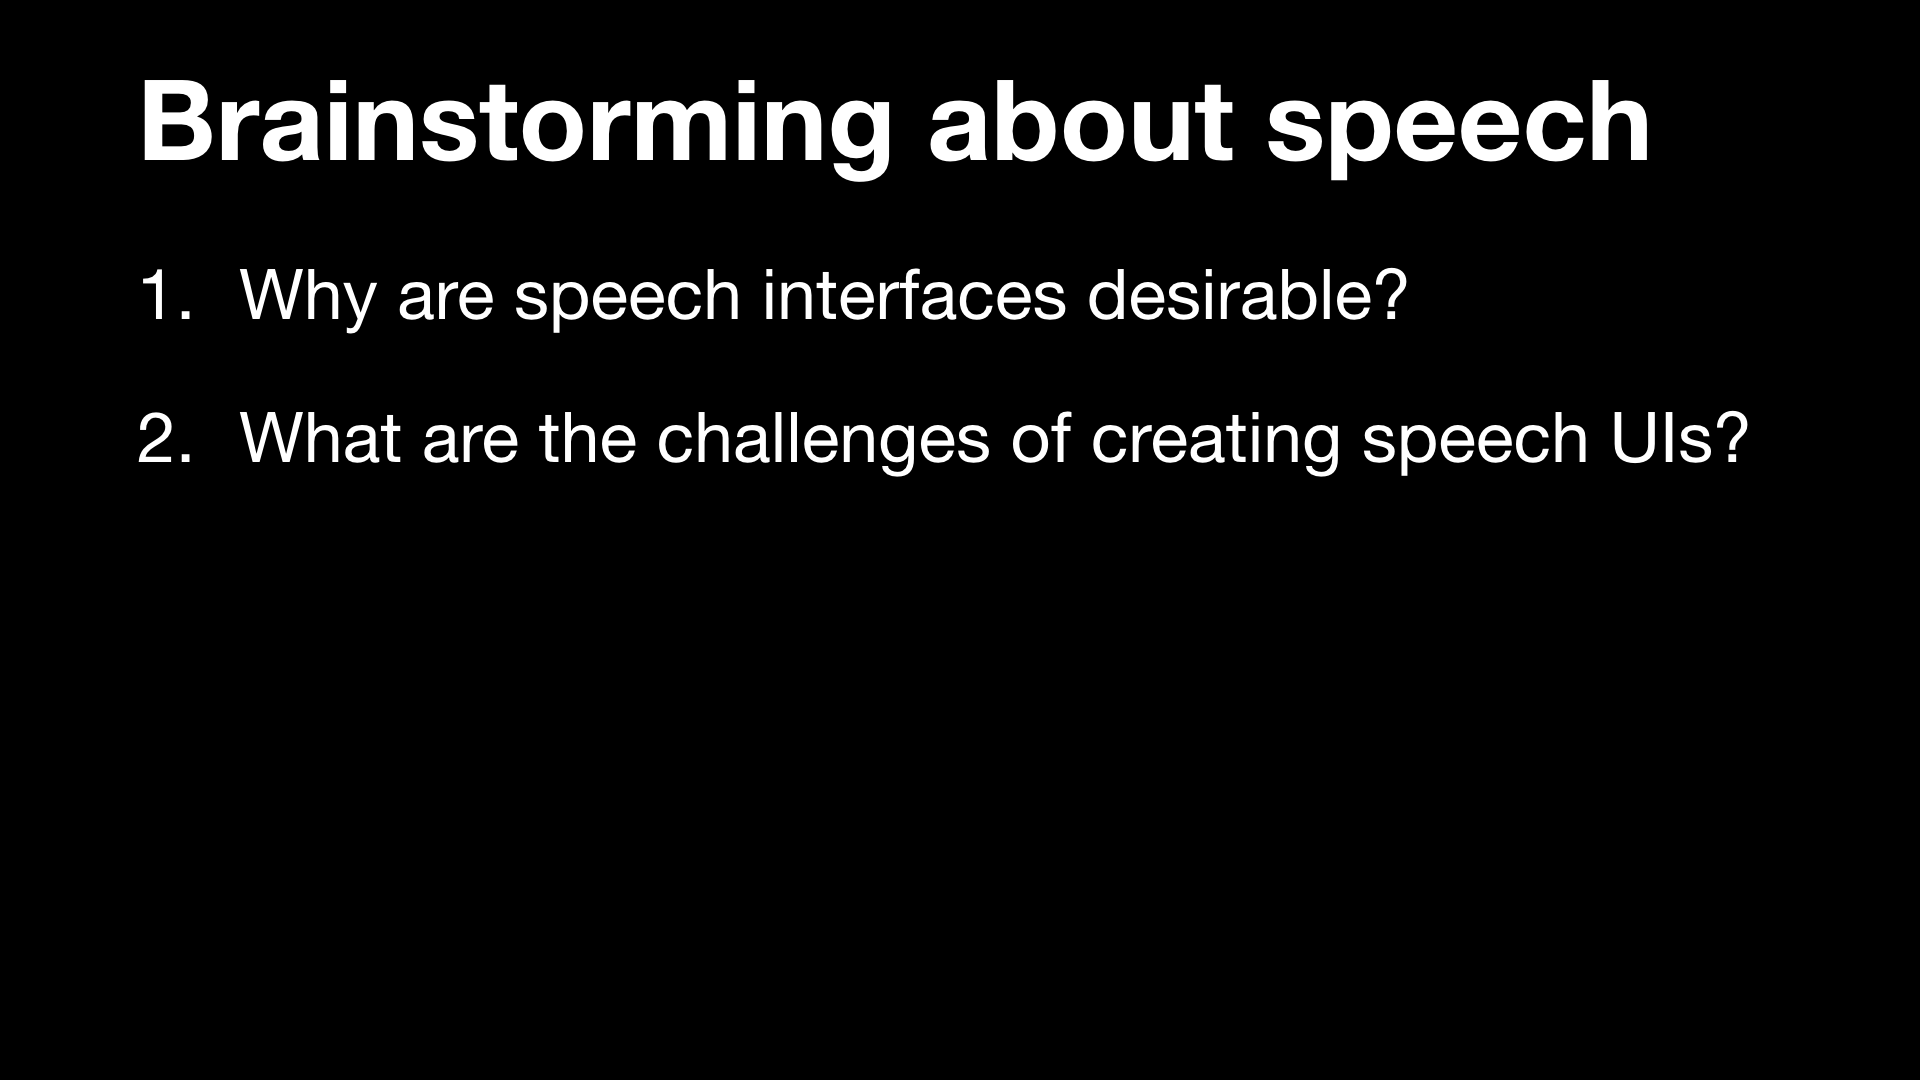 Brainstorming about speech
1. Why are speech interfaces desirable?
2. What are the challenges of creating speech UIs?